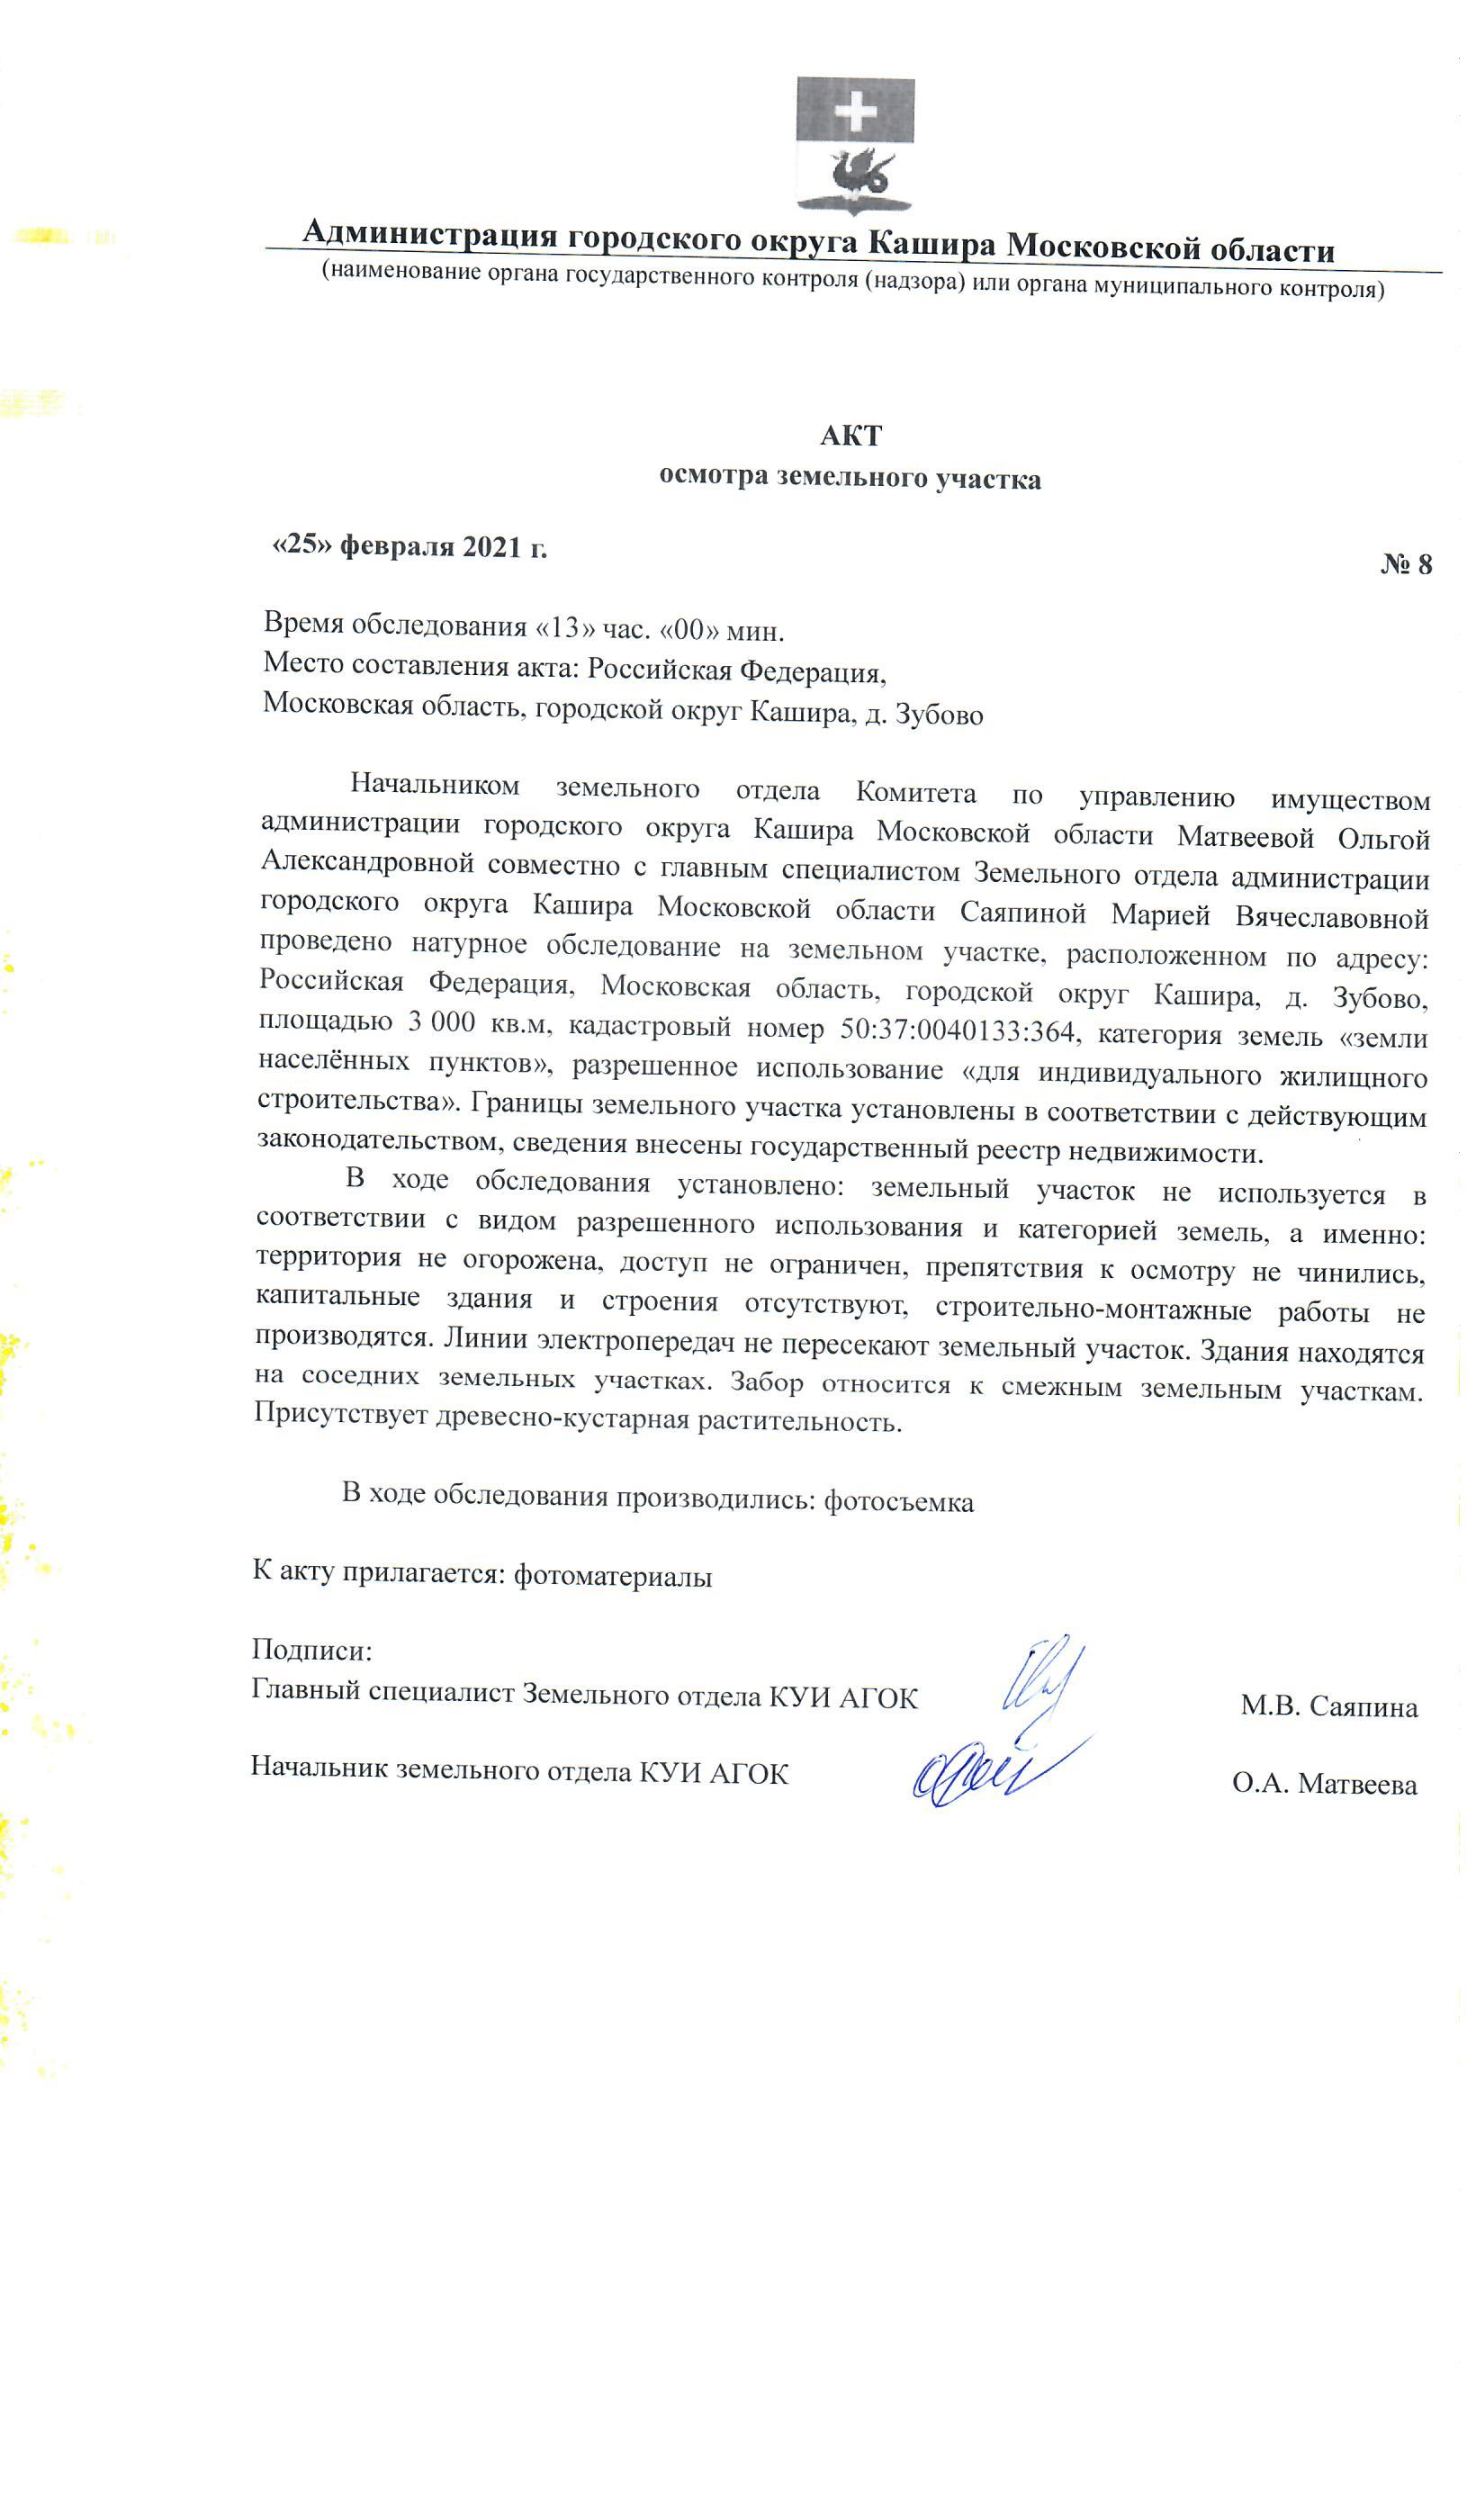 Администрация городского округа Кашира Московской области
(наименование органа государственного контроля (надзора) или органа муниципального контроля)
АКТ
осмотра земельного участка
«25» февраля 2021 г.
№ 8
Время обследования «13» час. «00» мин.
Место составления акта: Российская Федерация,
Московская область, городской округ Кашира, д. Зубово
Начальником земельного отдела Комитета по управлению имуществом
администрации городского округа Кашира Московской области Матвеевой Ольгой
Александровной совместно с главным специалистом Земельного отдела администрации
городского округа Кашира Московской области Саяпиной Марией Вячеславовной
проведено натурное обследование на земельном участке, расположенном по адресу:
Российская Федерация, Московская область, городской округ Кашира, д. Зубово,
площадью 3 000 кв.м, кадастровый номер 50:37:0040133:364, категория земель «земли
населённых пунктов», разрешенное использование «для индивидуального жилищного
строительства». Границы земельного участка установлены в соответствии с действующим
законодательством, сведения внесены государственный реестр недвижимости.
В ходе обследования установлено: земельный участок не используется в
соответствии с видом разрешенного использования и категорией земель, а именно:
территория не огорожена, доступ не ограничен, препятствия к осмотру не чинились,
капитальные здания и строения отсутствуют, строительно-монтажные работы не
производятся. Линии электропередач не пересекают земельный участок. Здания находятся
на соседних земельных участках. Забор относится к смежным земельным участкам.
Присутствует древесно-кустарная растительность.
В ходе обследования производились: фотосъемка
К акту прилагается: фотоматериалы
Подписи:
Главный специалист Земельного отдела КУИ АГОК
М.В. Саяпина
Начальник земельного отдела КУИ АГОК
О.А. Матвеева